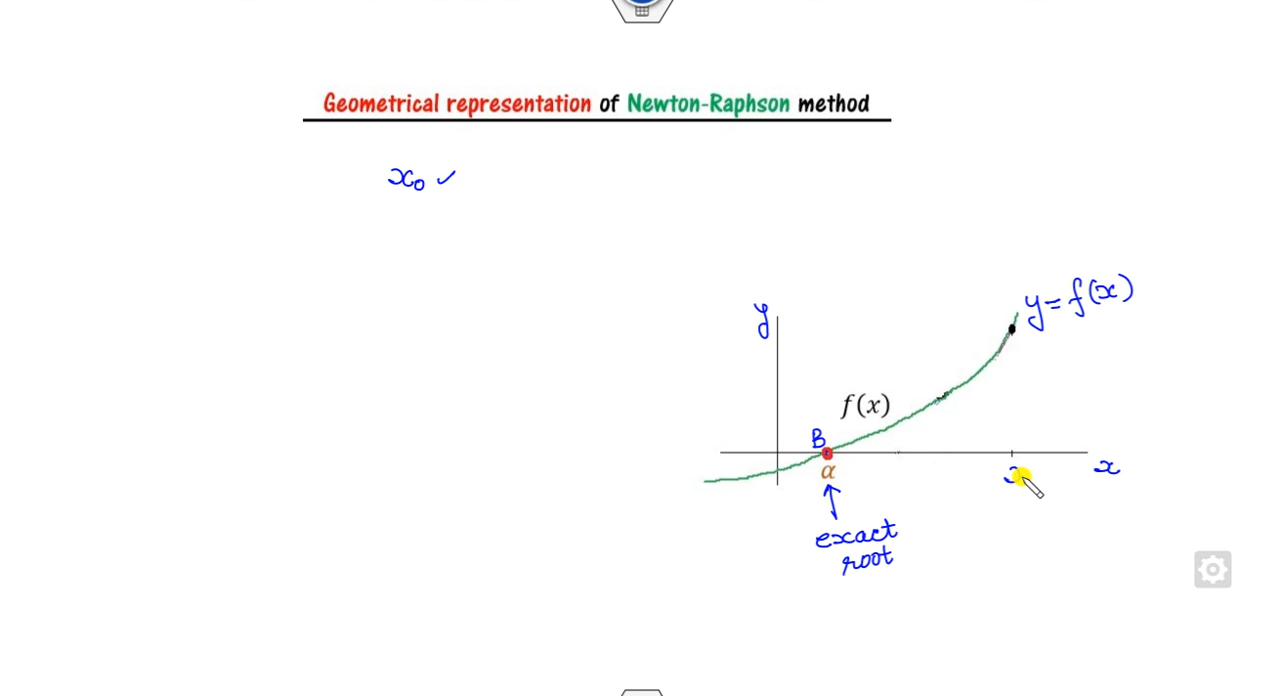 Geometrical representation of Newton-Raphson method
x₀ ✓
y = f(x)
y
f(x)
B
α
x
exact
root